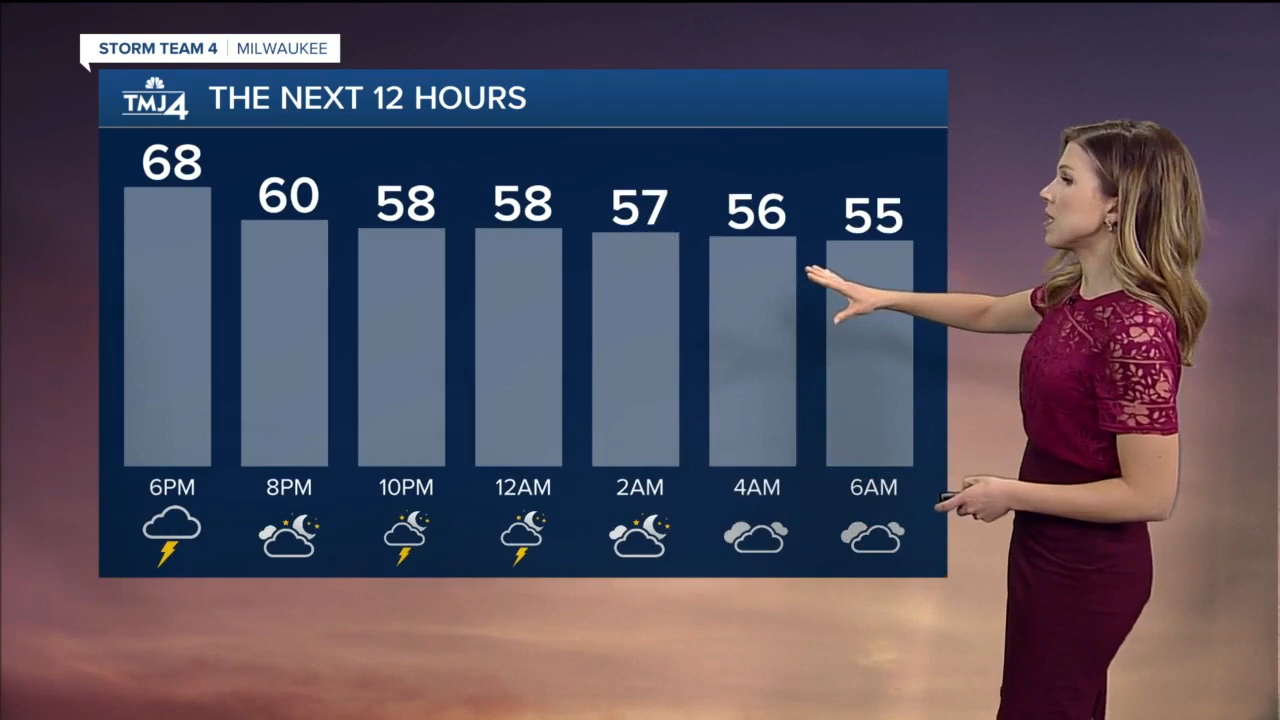 STORM TEAM 4 | MILWAUKEE
TMJ4 THE NEXT 12 HOURS
68 60 58 58 57 56 55
6PM 8PM 10PM 12AM 2AM 4AM 6AM